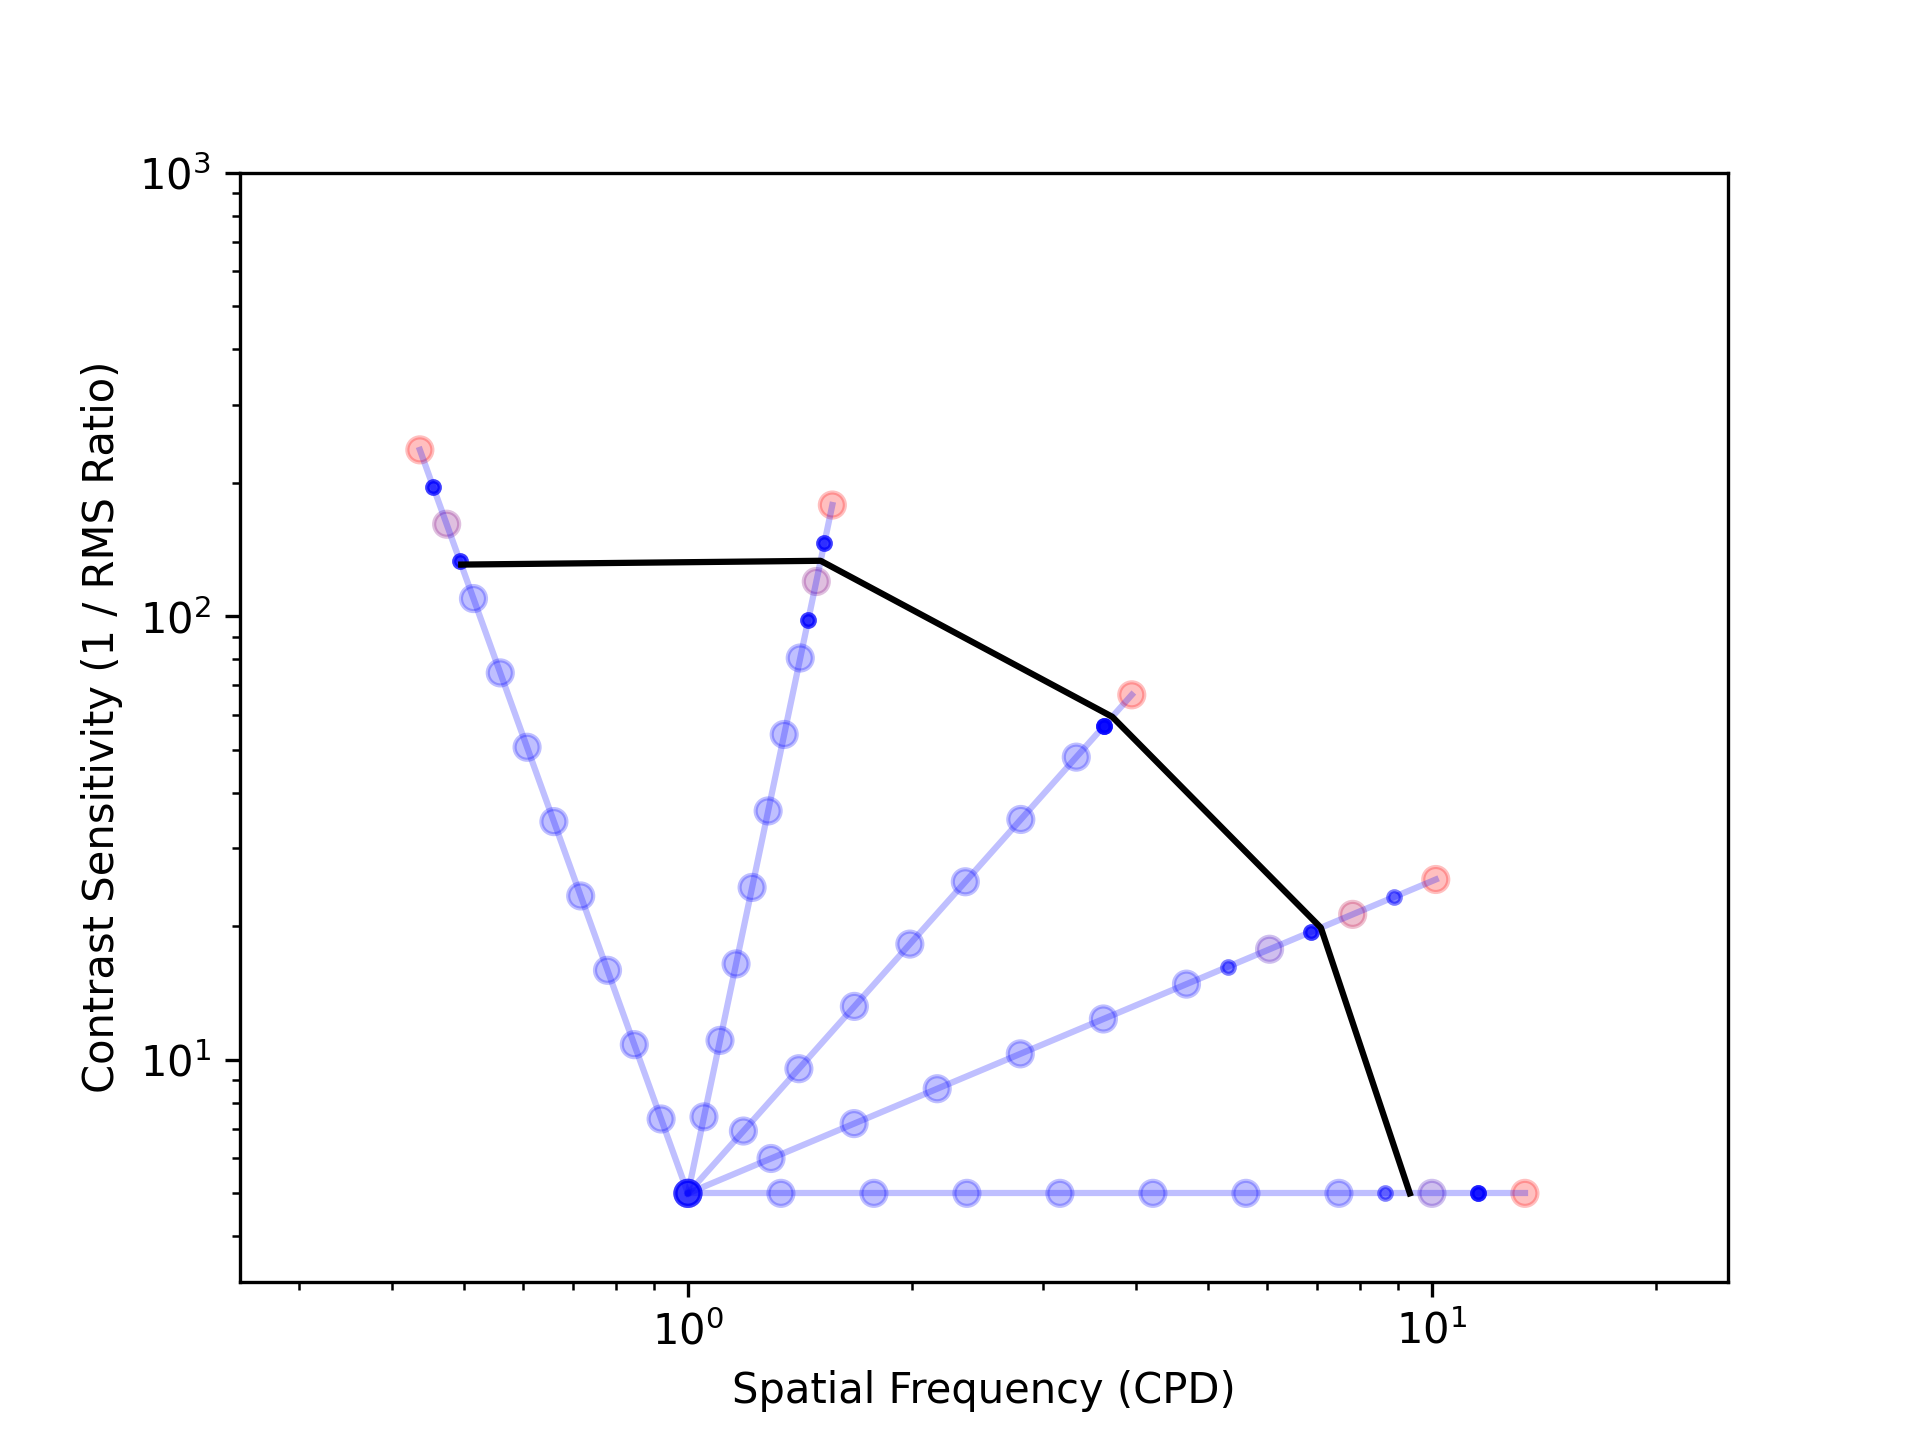 10³
10²
10¹
Contrast Sensitivity (1 / RMS Ratio)
10⁰ 10¹
Spatial Frequency (CPD)